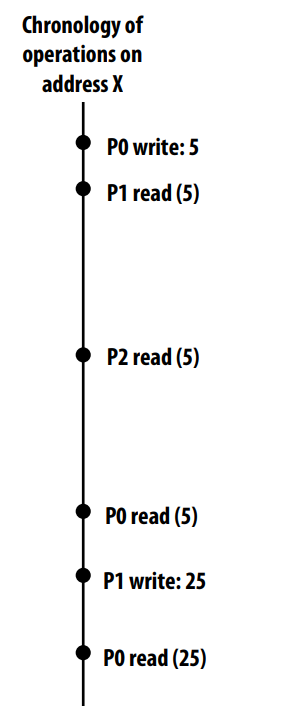 Chronology of
operations on
address X
P0 write: 5
P1 read (5)
P2 read (5)
P0 read (5)
P1 write: 25
P0 read (25)